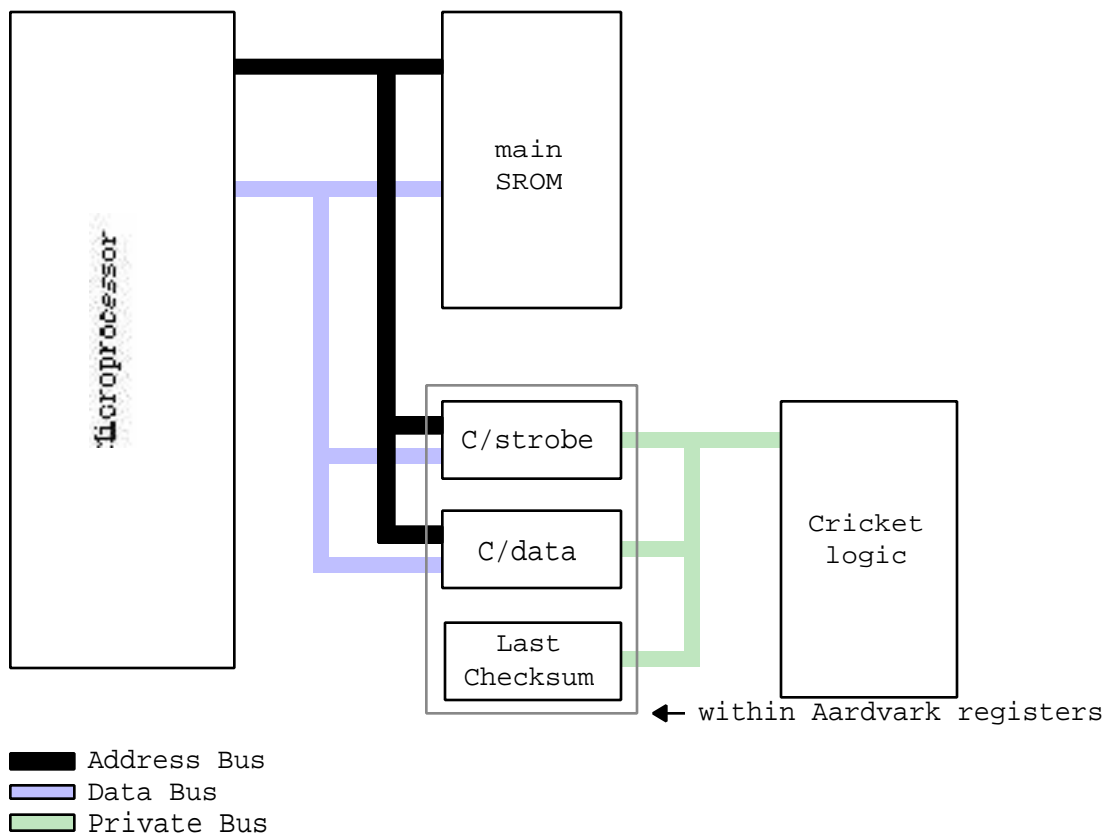 main
SROM
Microprocessor
C/strobe
C/data
Cricket
logic
Last
Checksum
within Aardvark registers
Address Bus
Data Bus
Private Bus